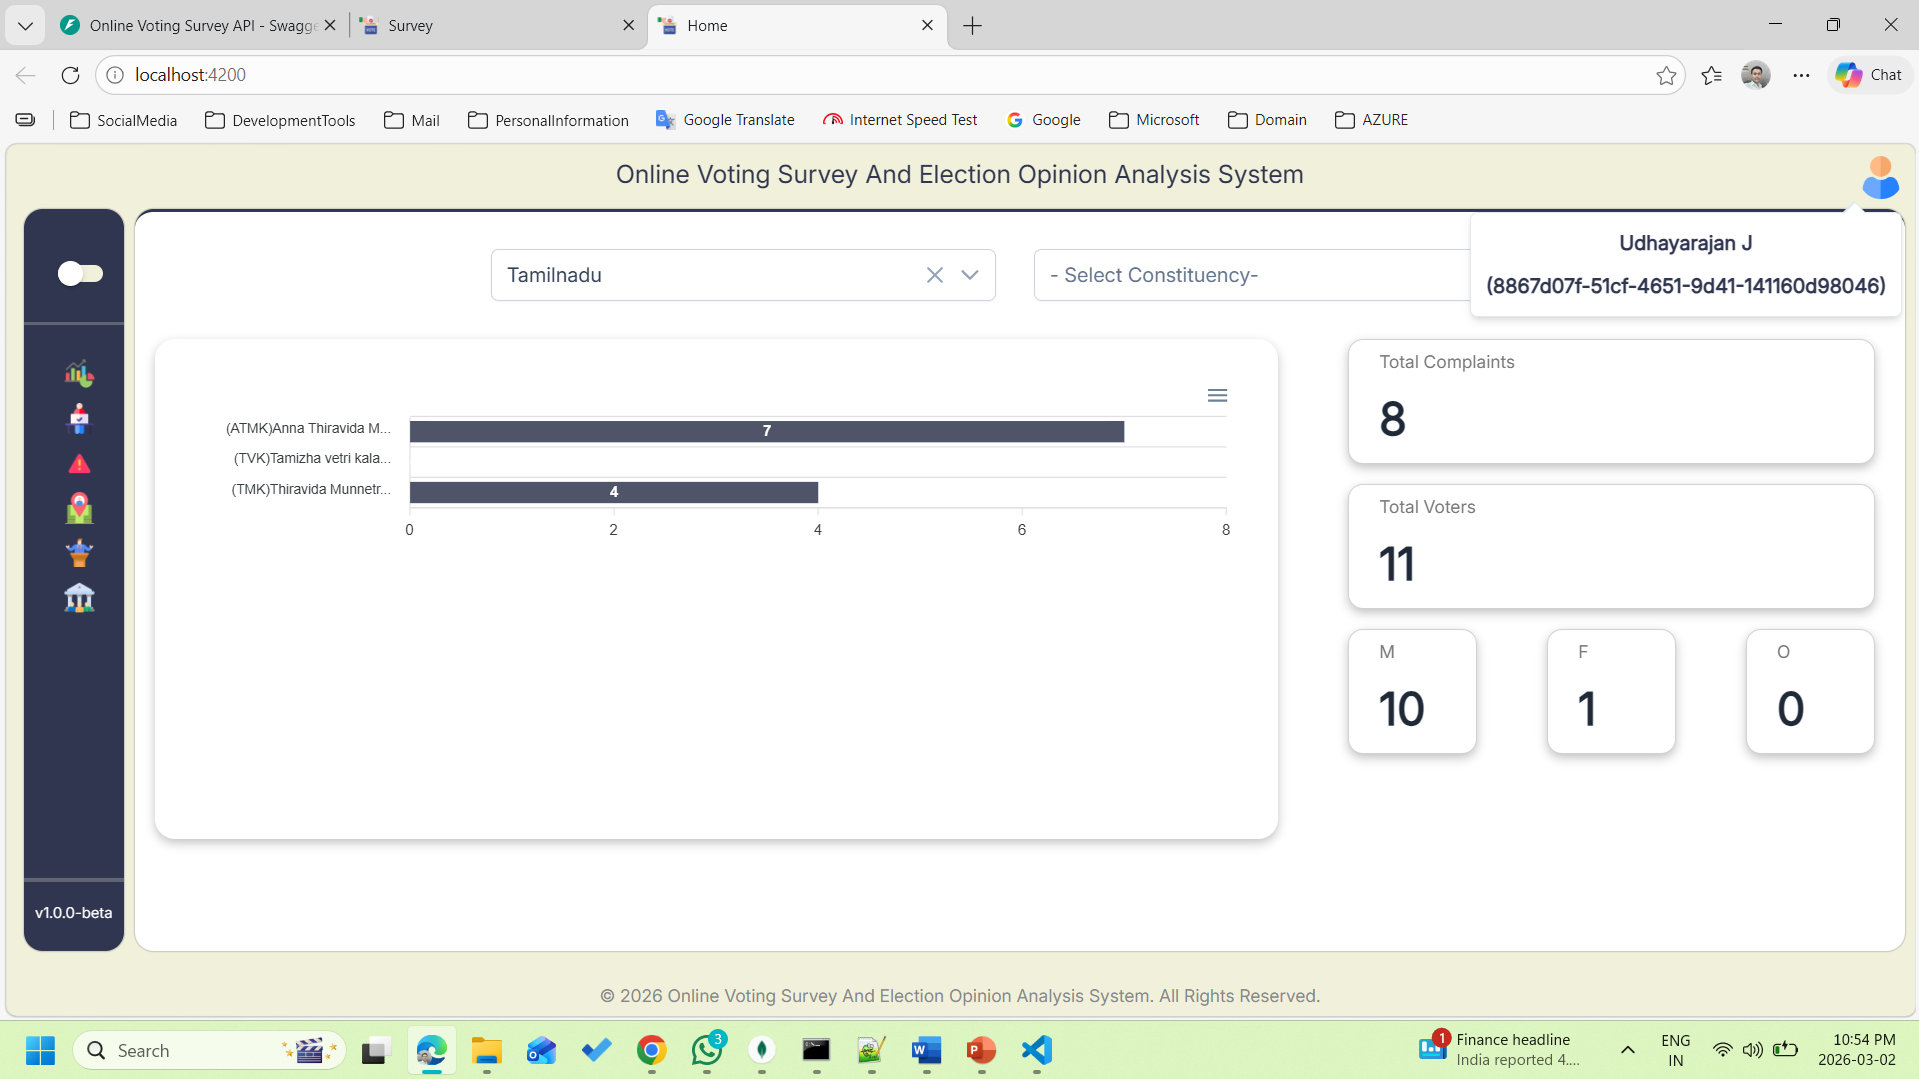 Online Voting Survey API - Swagge
Survey
Home
localhost:4200
Chat
SocialMedia
DevelopmentTools
Mail
PersonalInformation
Google Translate
Internet Speed Test
Google
Microsoft
Domain
AZURE
Online Voting Survey And Election Opinion Analysis System
Udhayarajan J
(8867d07f-51cf-4651-9d41-141160d98046)
Tamilnadu
- Select Constituency-
(ATMK)Anna Thiravida M...
7
(TVK)Tamizha vetri kala...
(TMK)Thiravida Munnetr...
4
0 2 4 6 8
Total Complaints
8
Total Voters
11
M
10
F
1
O
0
v1.0.0-beta
© 2026 Online Voting Survey And Election Opinion Analysis System. All Rights Reserved.
Search
3
1
Finance headline
India reported 4....
ENG
IN
10:54 PM
2026-03-02